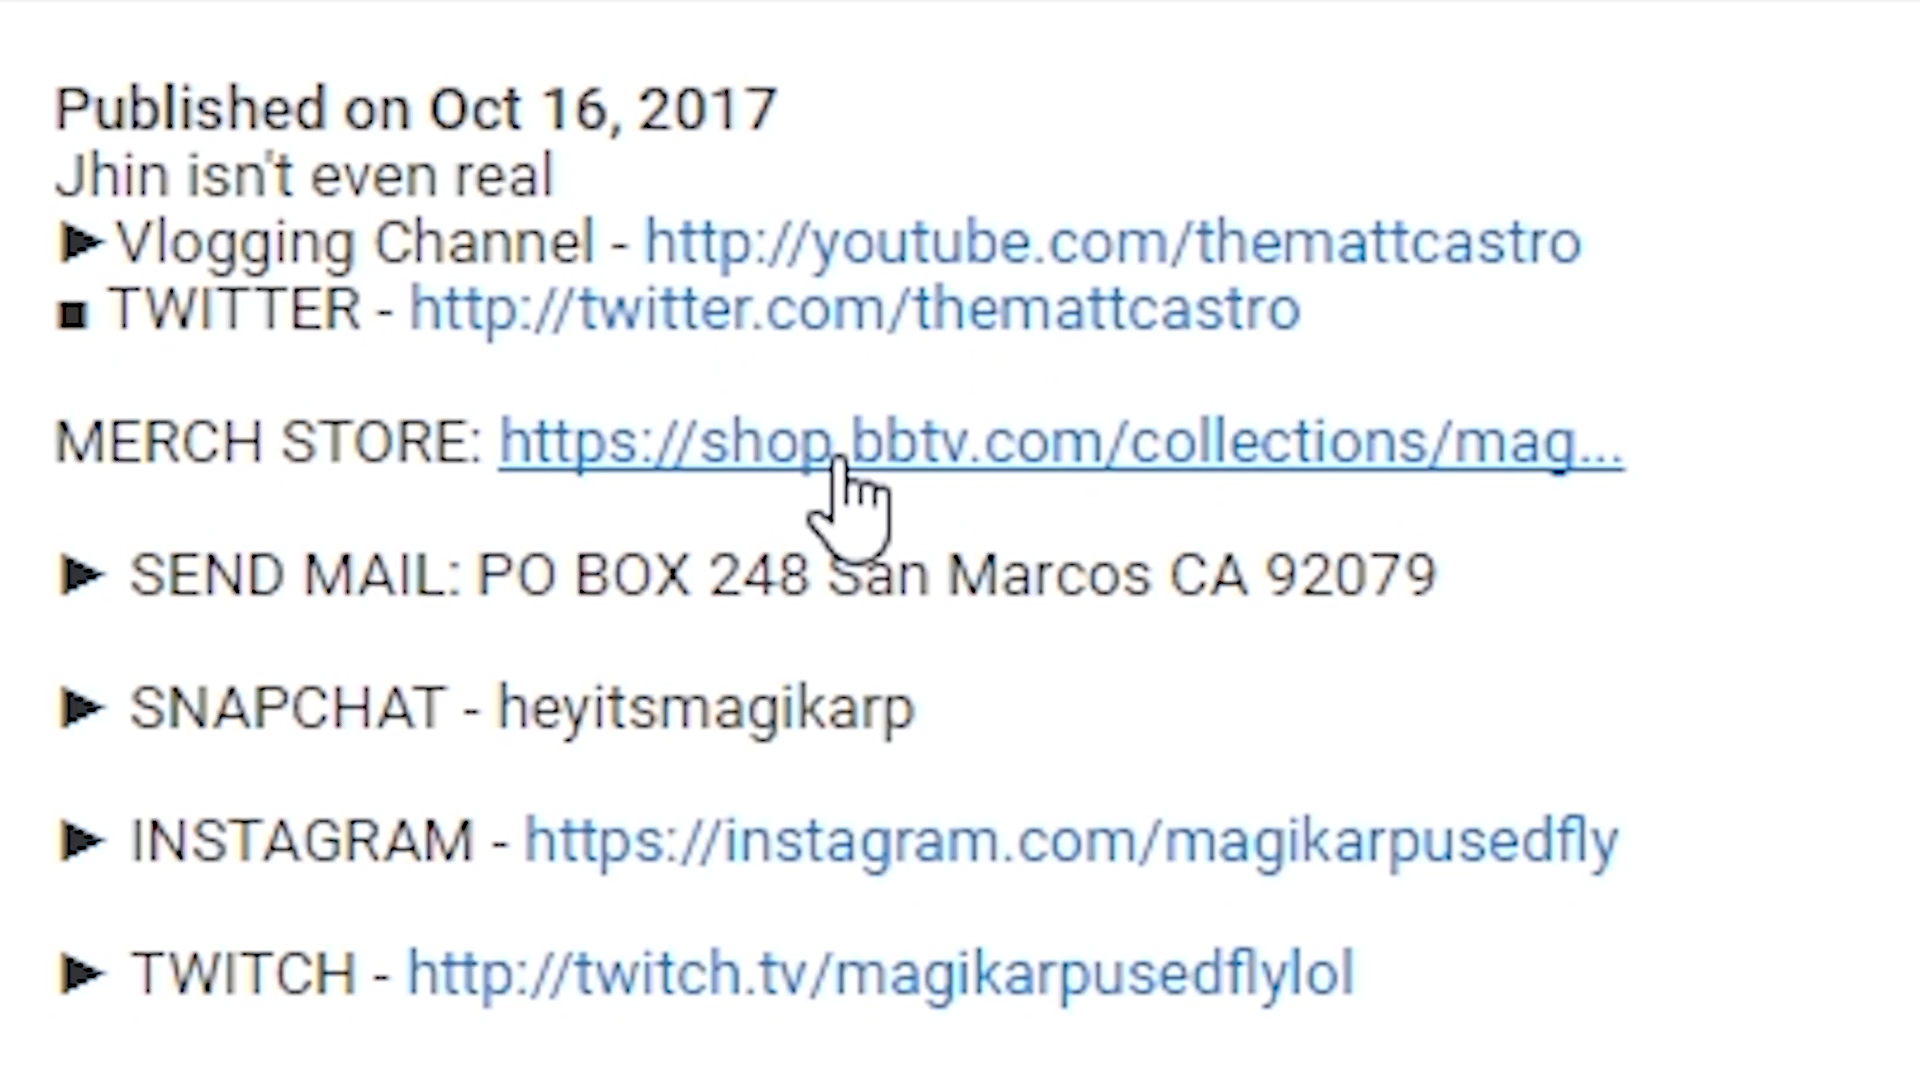 Published on Oct 16, 2017
Jhin isn't even real
►Vlogging Channel - http://youtube.com/themattcastro
■ TWITTER - http://twitter.com/themattcastro
MERCH STORE: https://shop.bbtv.com/collections/mag...
► SEND MAIL: PO BOX 248 San Marcos CA 92079
► SNAPCHAT - heyitsmagikarp
► INSTAGRAM - https://instagram.com/magikarpusedfly
► TWITCH - http://twitch.tv/magikarpusedflylol